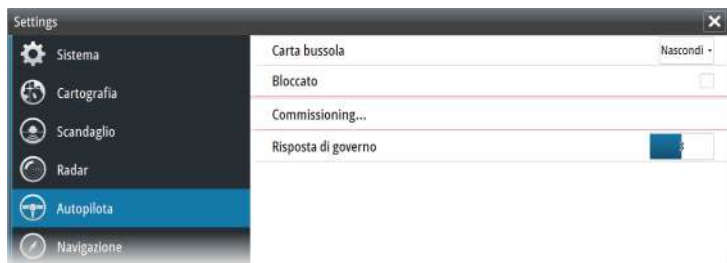 Settings
Sistema
Cartografia
Scandaglio
Radar
Autopilota
Navigazione
Carta bussola
Nascondi
Bloccato
Commissioning...
Risposta di governo